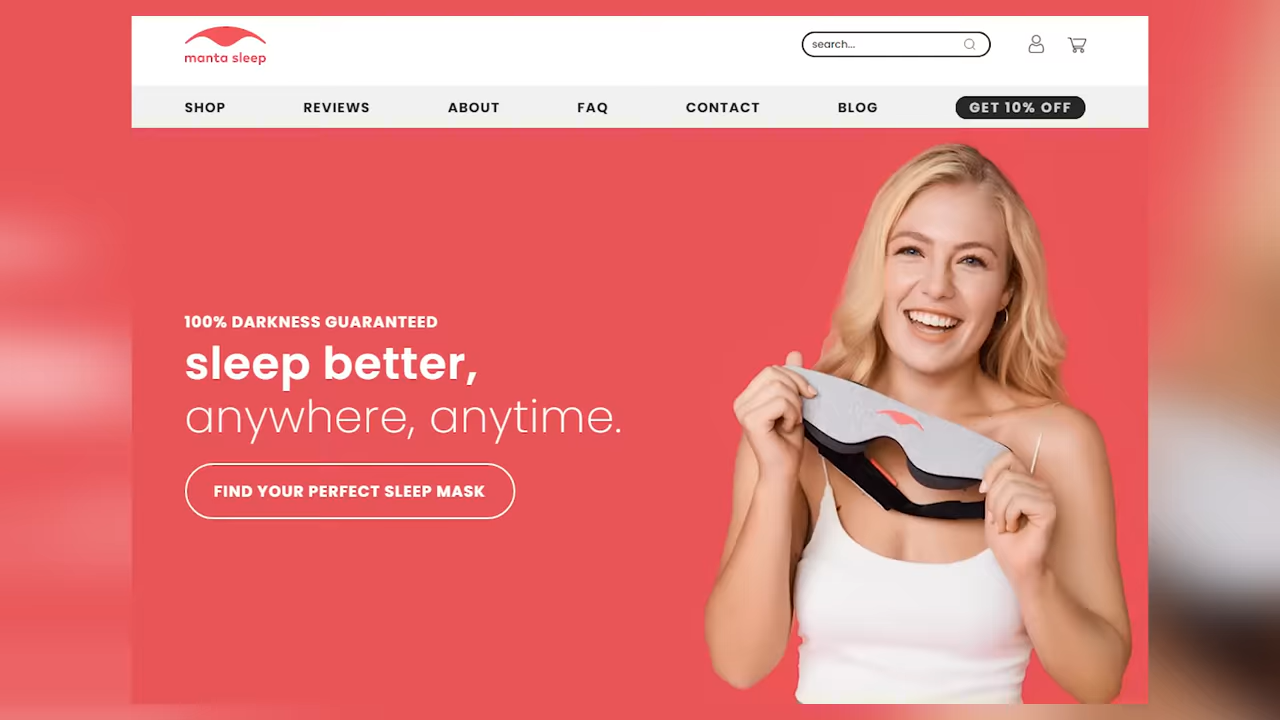 manta sleep
search...
SHOP
REVIEWS
ABOUT
FAQ
CONTACT
BLOG
GET 10% OFF
100% DARKNESS GUARANTEED
sleep better,
anywhere, anytime.
FIND YOUR PERFECT SLEEP MASK